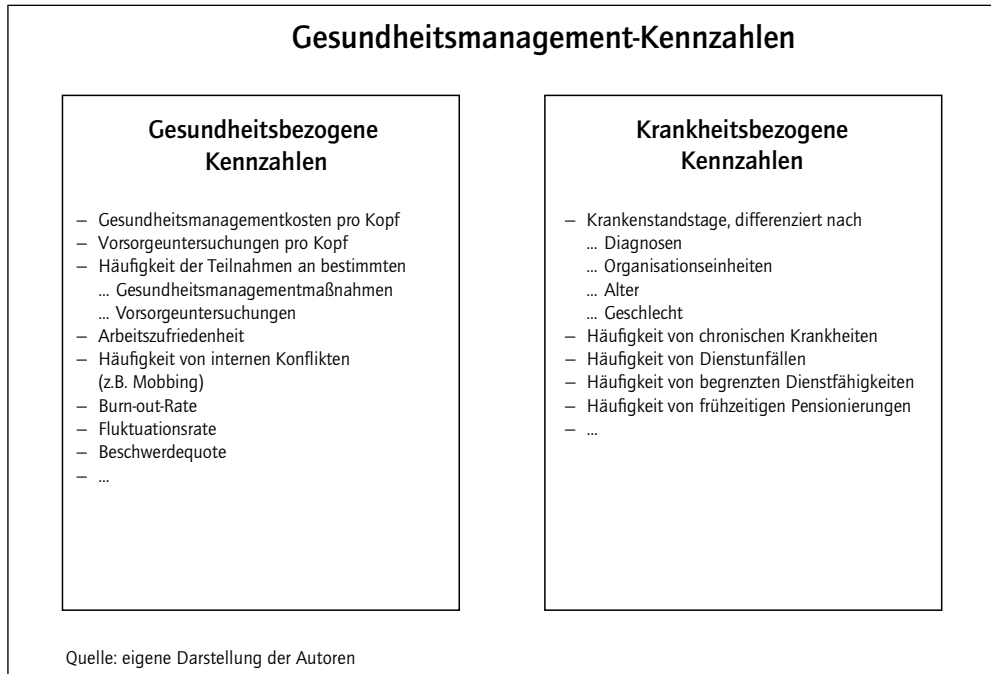 Gesundheitsmanagement-Kennzahlen
Gesundheitsbezogene
Kennzahlen
– Gesundheitsmanagementkosten pro Kopf
– Vorsorgeuntersuchungen pro Kopf
– Häufigkeit der Teilnahmen an bestimmten
... Gesundheitsmanagementmaßnahmen
... Vorsorgeuntersuchungen
– Arbeitszufriedenheit
– Häufigkeit von internen Konflikten
(z.B. Mobbing)
– Burn-out-Rate
– Fluktuationsrate
– Beschwerdequote
– ...
Krankheitsbezogene
Kennzahlen
– Krankenstandstage, differenziert nach
... Diagnosen
... Organisationseinheiten
... Alter
... Geschlecht
– Häufigkeit von chronischen Krankheiten
– Häufigkeit von Dienstunfällen
– Häufigkeit von begrenzten Dienstfähigkeiten
– Häufigkeit von frühzeitigen Pensionierungen
– ...
Quelle: eigene Darstellung der Autoren